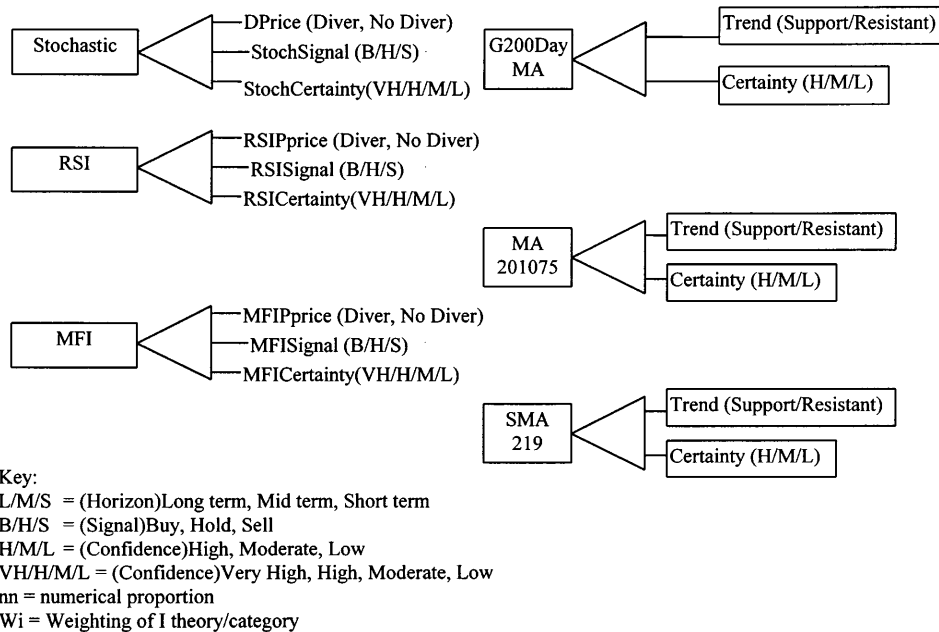 Stochastic
DPrice (Diver, No Diver)
StochSignal (B/H/S)
StochCertainty(VH/H/M/L)
RSI
RSIPprice (Diver, No Diver)
RSISignal (B/H/S)
RSICertainty(VH/H/M/L)
MFI
MFIPprice (Diver, No Diver)
MFISignal (B/H/S)
MFICertainty(VH/H/M/L)
G200Day
MA
Trend (Support/Resistant)
Certainty (H/M/L)
MA
201075
Trend (Support/Resistant)
Certainty (H/M/L)
SMA
219
Trend (Support/Resistant)
Certainty (H/M/L)
Key:
L/M/S = (Horizon)Long term, Mid term, Short term
B/H/S = (Signal)Buy, Hold, Sell
H/M/L = (Confidence)High, Moderate, Low
VH/H/M/L = (Confidence)Very High, High, Moderate, Low
nn = numerical proportion
Wi = Weighting of I theory/category